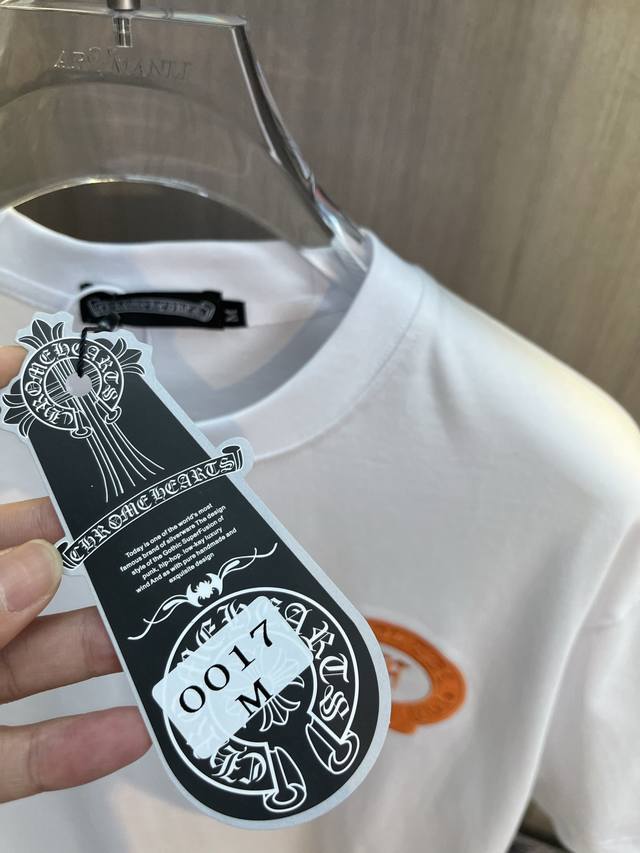 M
CHROME HEARTS
CHROME HEARTS
Today is one of the world's most
famous brand of silverware The design
style of the Gothic SuperFusion of
punk, hip-hop, low-key luxury
wind And as with pure handmade and
exquisite design
0017
M